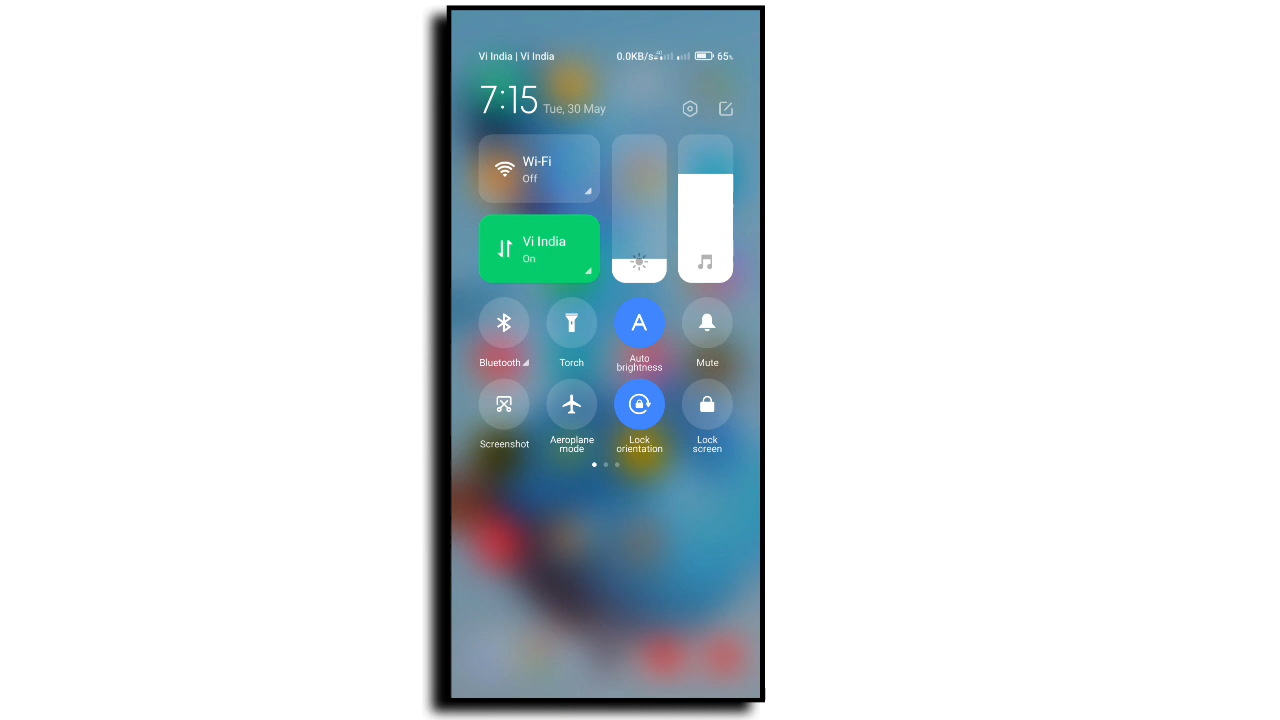 Vi India | Vi India 0.0KB/s 4G 65%
7:15 Tue, 30 May
Wi-Fi
Off
Vi India
On
Bluetooth Torch Auto brightness Mute
Screenshot Aeroplane mode Lock orientation Lock screen